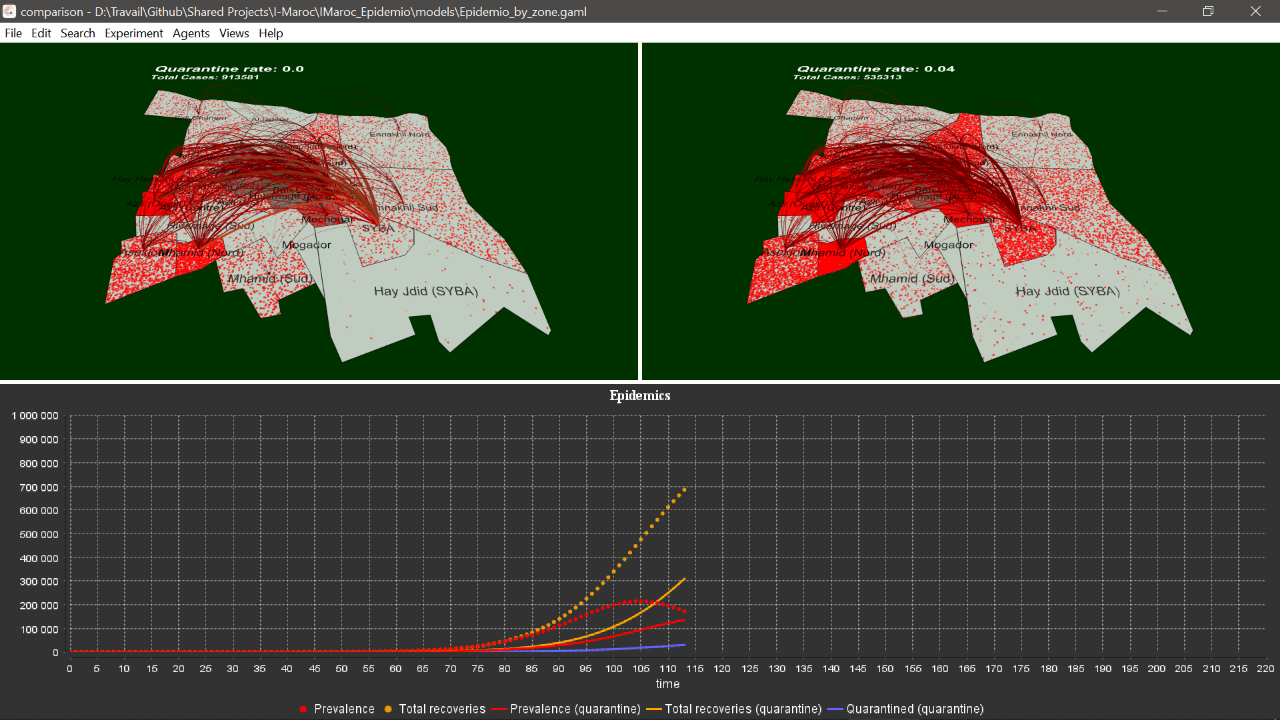 comparison - D:\Travail\Github\Shared Projects\I-Maroc\IMaroc_Epidemio\models\Epidemio_by_zone.gaml
File Edit Search Experiment Agents Views Help
Quarantine rate: 0.0
Total Cases: 913581
Ennakhil Nord
Ennakhil Sud
Mechouar
SYBA
Mogador
Mhamid (Nord)
Mhamid (Sud)
Hay Jdid (SYBA)
Quarantine rate: 0.04
Total Cases: 535313
Ennakhil Nord
Ennakhil Sud
Mechouar
SYBA
Mogador
Mhamid (Nord)
Mhamid (Sud)
Hay Jdid (SYBA)
Epidemics
1 000 000
900 000
800 000
700 000
600 000
500 000
400 000
300 000
200 000
100 000
0
0 5 10 15 20 25 30 35 40 45 50 55 60 65 70 75 80 85 90 95 100 105 110 115 120 125 130 135 140 145 150 155 160 165 170 175 180 185 190 195 200 205 210 215 220
time
Prevalence Total recoveries Prevalence (quarantine) Total recoveries (quarantine) Quarantined (quarantine)